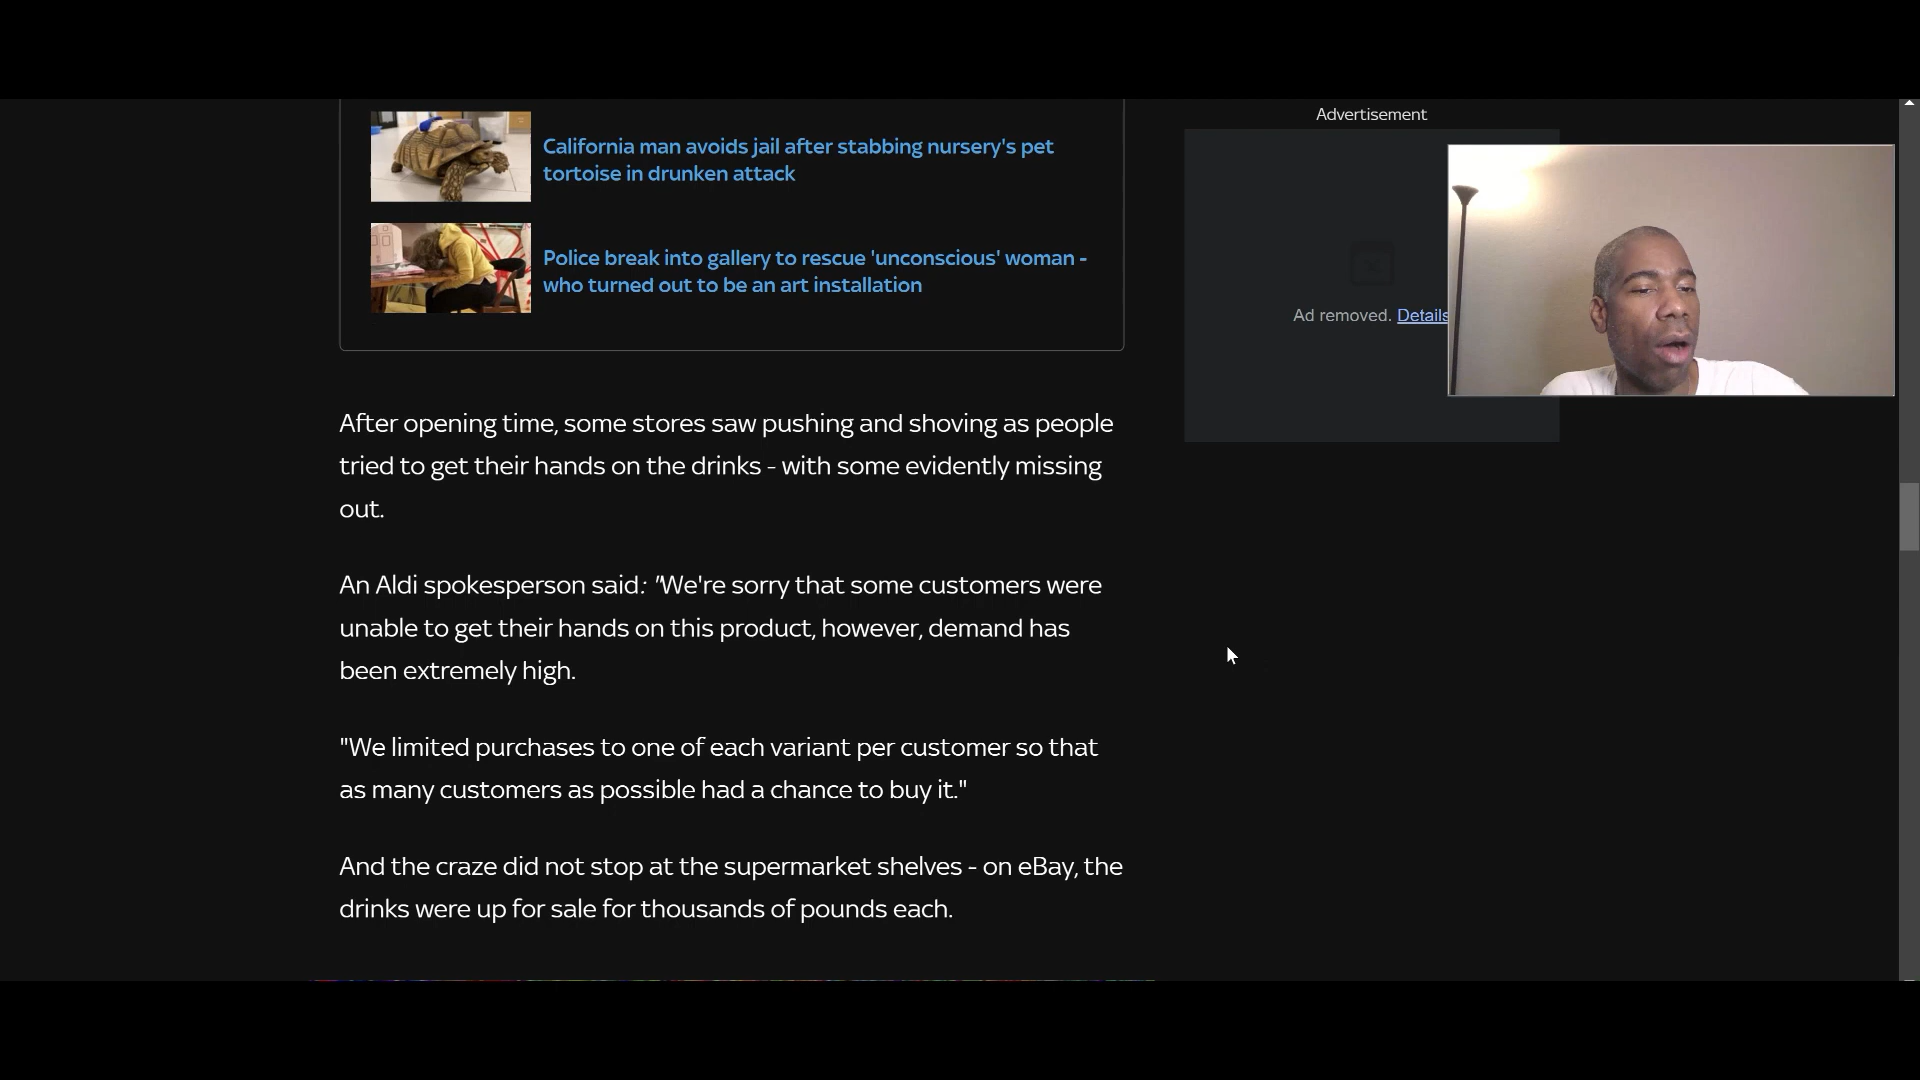 Advertisement
California man avoids jail after stabbing nursery's pet
tortoise in drunken attack
Police break into gallery to rescue 'unconscious' woman -
who turned out to be an art installation
Ad removed. Details
After opening time, some stores saw pushing and shoving as people
tried to get their hands on the drinks - with some evidently missing
out.
An Aldi spokesperson said: "We're sorry that some customers were
unable to get their hands on this product, however, demand has
been extremely high.
"We limited purchases to one of each variant per customer so that
as many customers as possible had a chance to buy it."
And the craze did not stop at the supermarket shelves - on eBay, the
drinks were up for sale for thousands of pounds each.